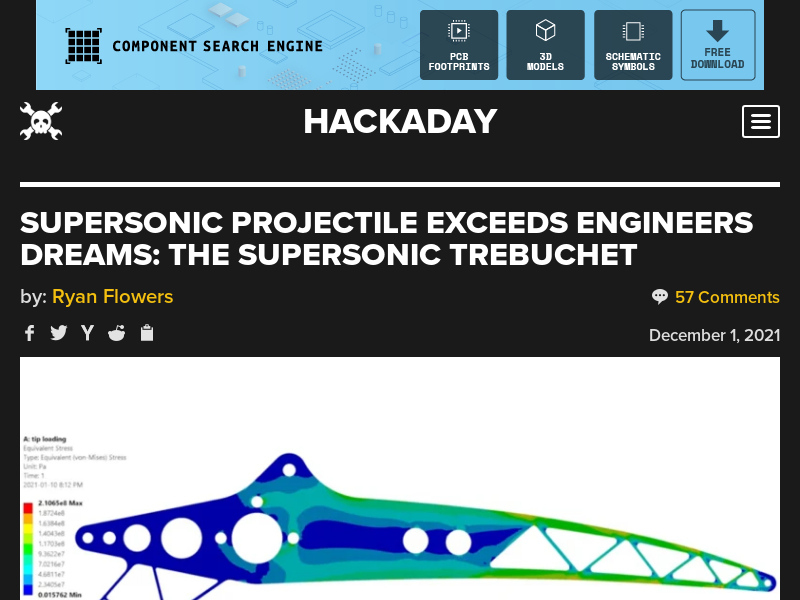 COMPONENT SEARCH ENGINE
PCB
FOOTPRINTS
3D
MODELS
SCHEMATIC
SYMBOLS
FREE
DOWNLOAD
HACKADAY
SUPERSONIC PROJECTILE EXCEEDS ENGINEERS
DREAMS: THE SUPERSONIC TREBUCHET
by: Ryan Flowers
57 Comments
December 1, 2021
A: tip loading
Equivalent Stress
Type: Equivalent (von-Mises) Stress
Unit: Pa
Time: 1
2021-01-10 8:12 PM
2.1065e8 Max
1.8724e8
1.6384e8
1.4043e8
1.1703e8
9.3622e7
7.0216e7
4.6811e7
2.3405e7
0.015762 Min